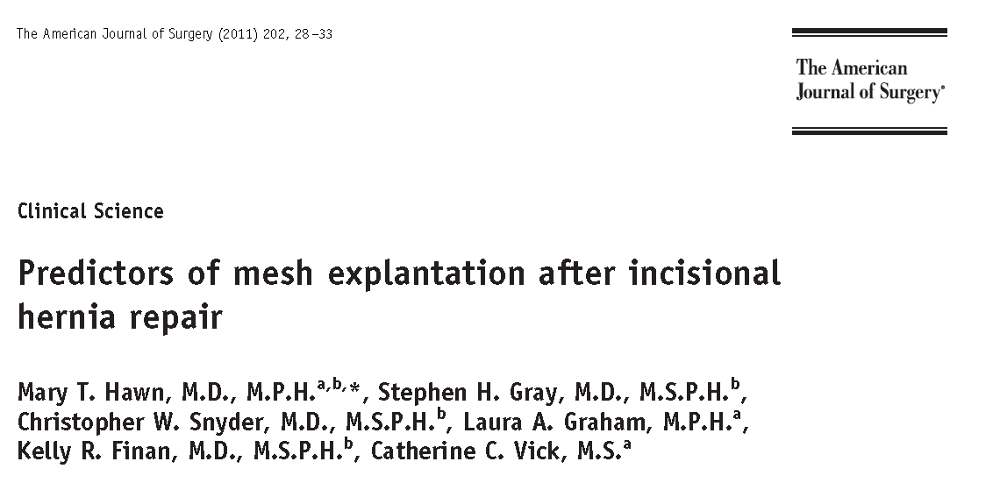 The American Journal of Surgery (2011) 202, 28–33
The American
Journal of Surgery®
Clinical Science
Predictors of mesh explantation after incisional
hernia repair
Mary T. Hawn, M.D., M.P.H.a,b,*, Stephen H. Gray, M.D., M.S.P.H.b,
Christopher W. Snyder, M.D., M.S.P.H.b, Laura A. Graham, M.P.H.a,
Kelly R. Finan, M.D., M.S.P.H.b, Catherine C. Vick, M.S.a